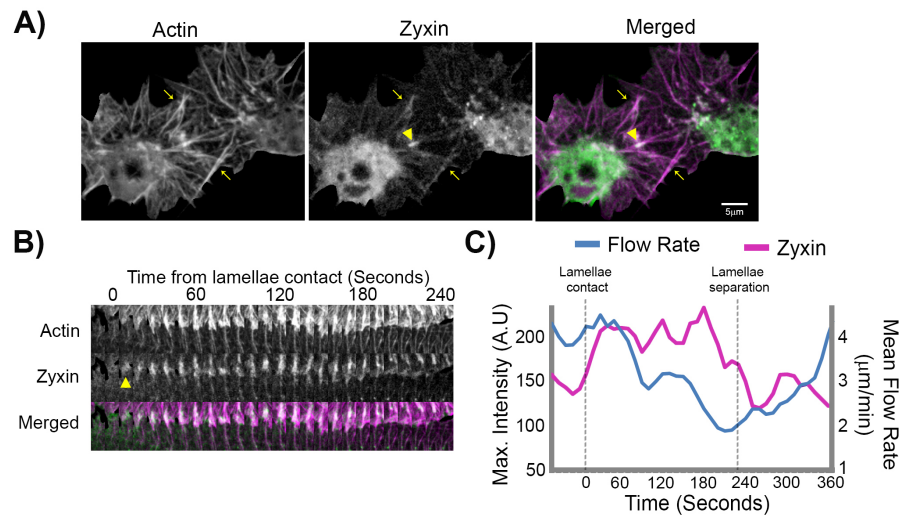 A)
Actin
Zyxin
Merged
5µm
B)
Time from lamellae contact (Seconds)
0 60 120 180 240
Actin
Zyxin
Merged
C)
Flow Rate
Zyxin
Lamellae
contact
Lamellae
separation
Max. Intensity (A.U)
200
150
100
50
4
3
2
1
Mean Flow Rate
(µm/min)
0 60 120 180 240 300 360
Time (Seconds)